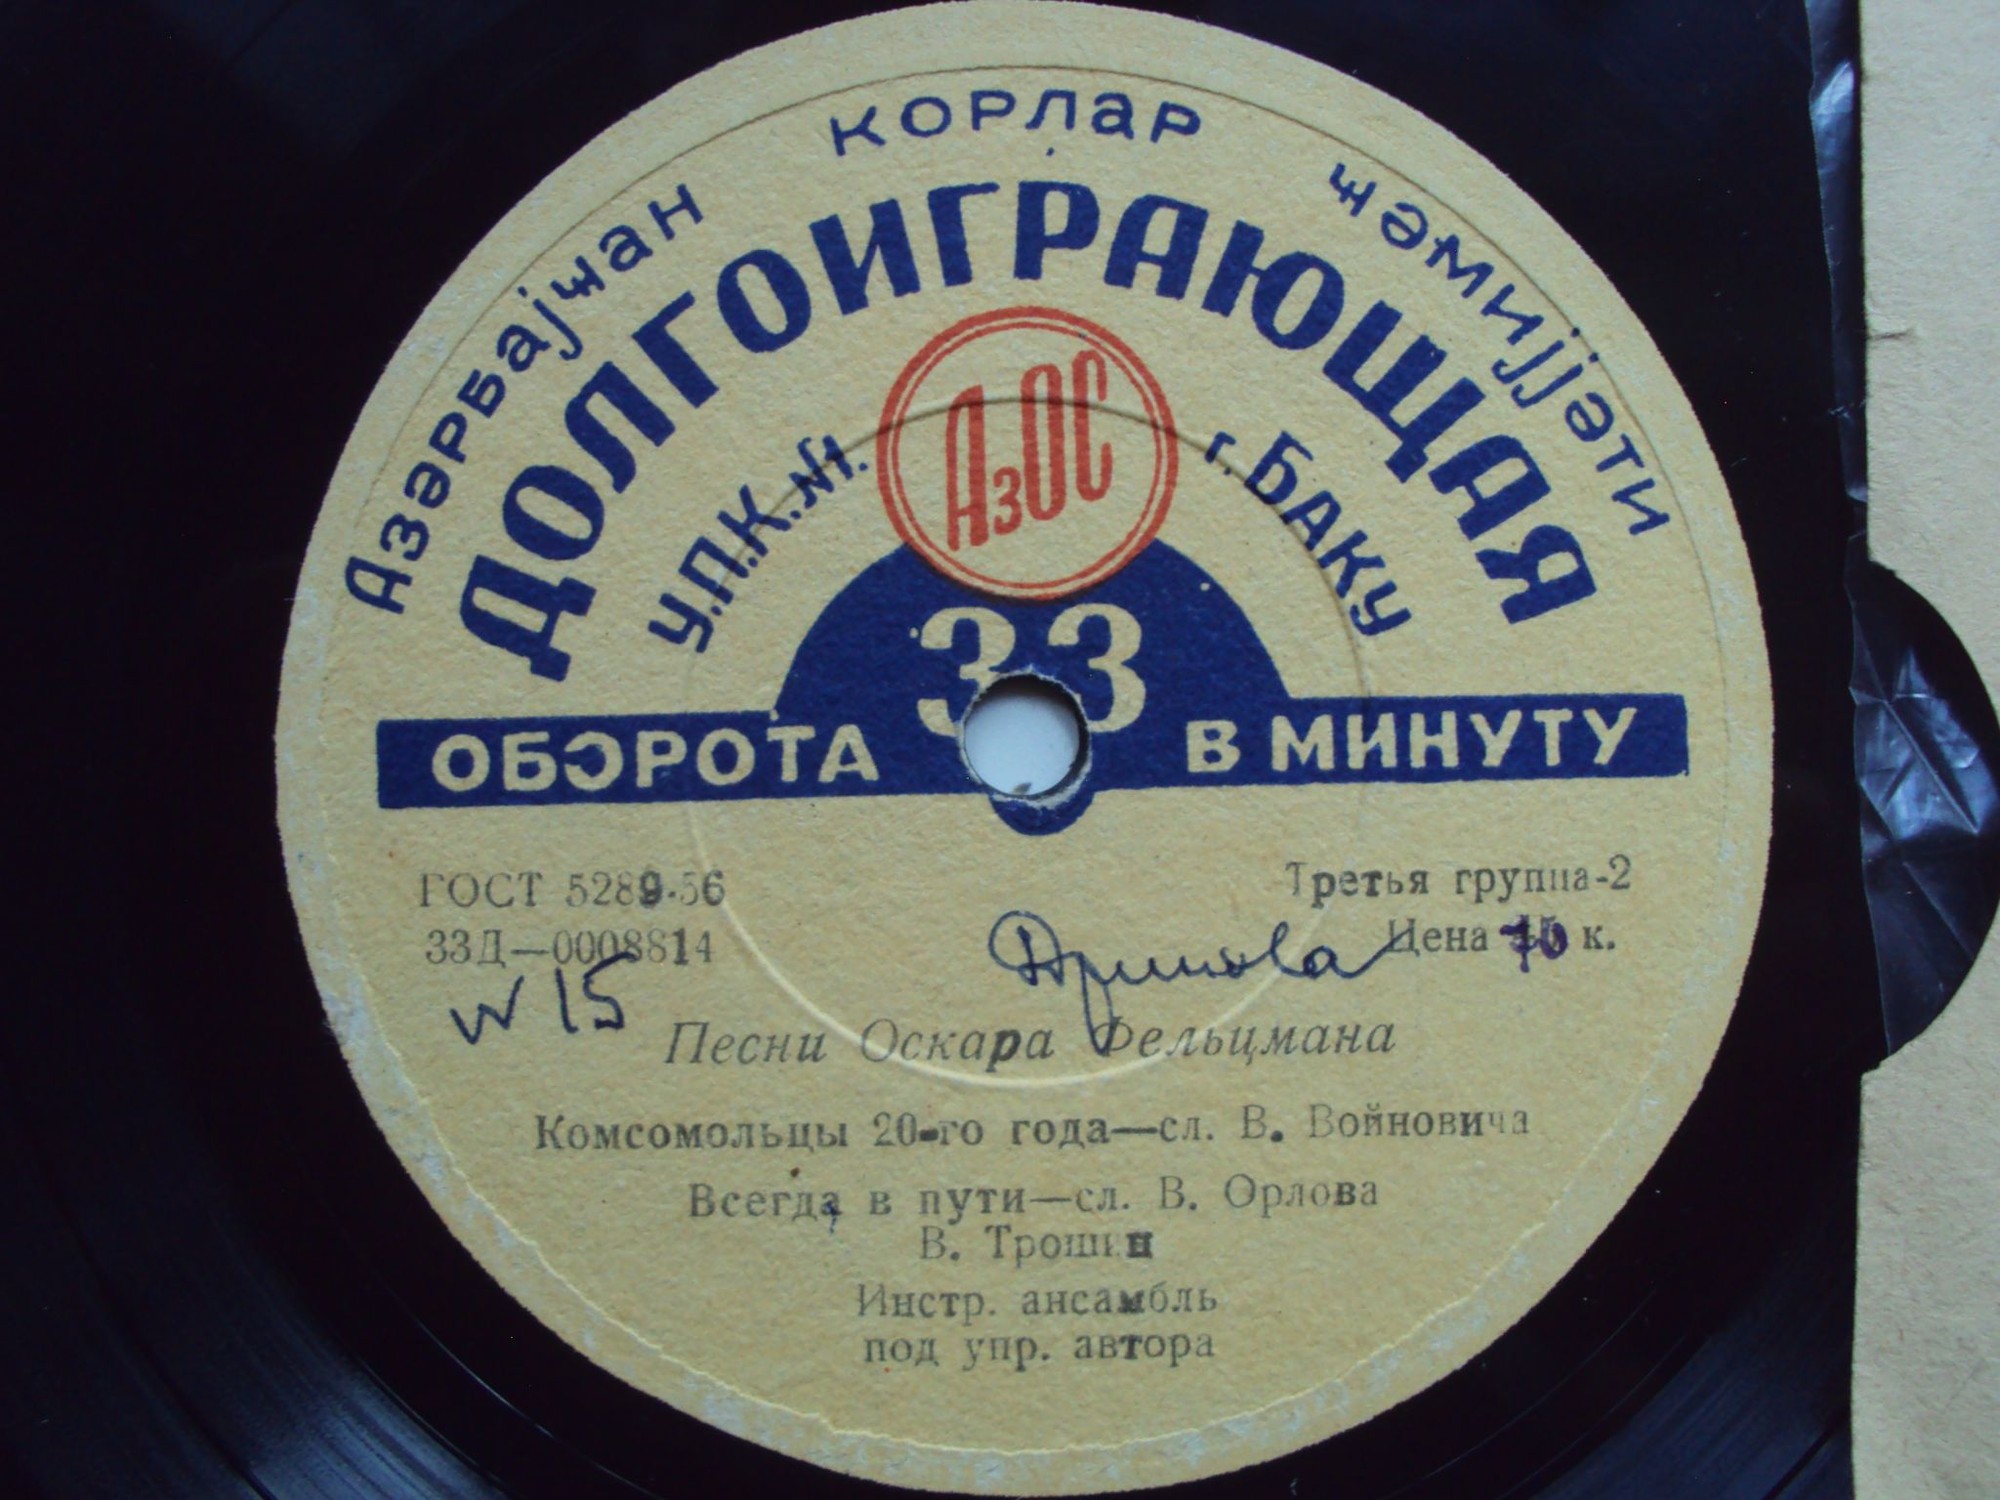 Азәрбајҹан корлар ҹәмијјәти
ДОЛГОИГРАЮЩАЯ
У.П.К. №1. г. БАКУ
АзОС
33
ОБОРОТА В МИНУТУ
ГОСТ 5289-56
Третья группа-2
33Д—0008814
Цена к.
N 15
Песни Оскара Фельцмана
Комсомольцы 20-го года—сл. В. Войновича
Всегда в пути—сл. В. Орлова
В. Трошин
Инстр. ансамбль
под упр. автора